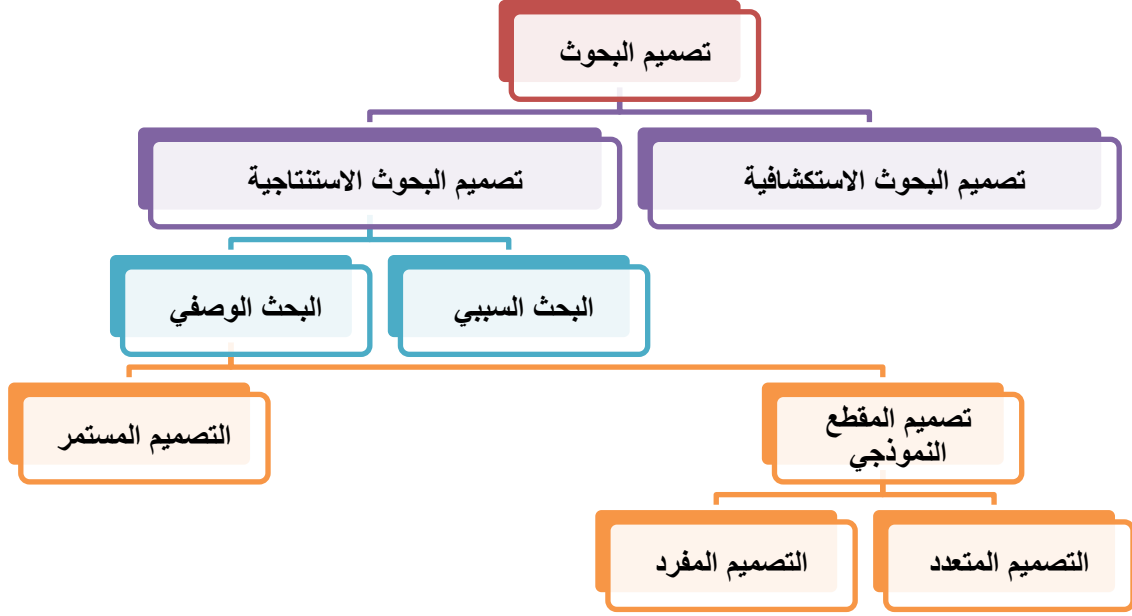 تصميم البحوث
تصميم البحوث الاستكشافية
تصميم البحوث الاستنتاجية
البحث السببي
البحث الوصفي
تصميم المقطع
النموذجي
التصميم المستمر
التصميم المتعدد
التصميم المفرد